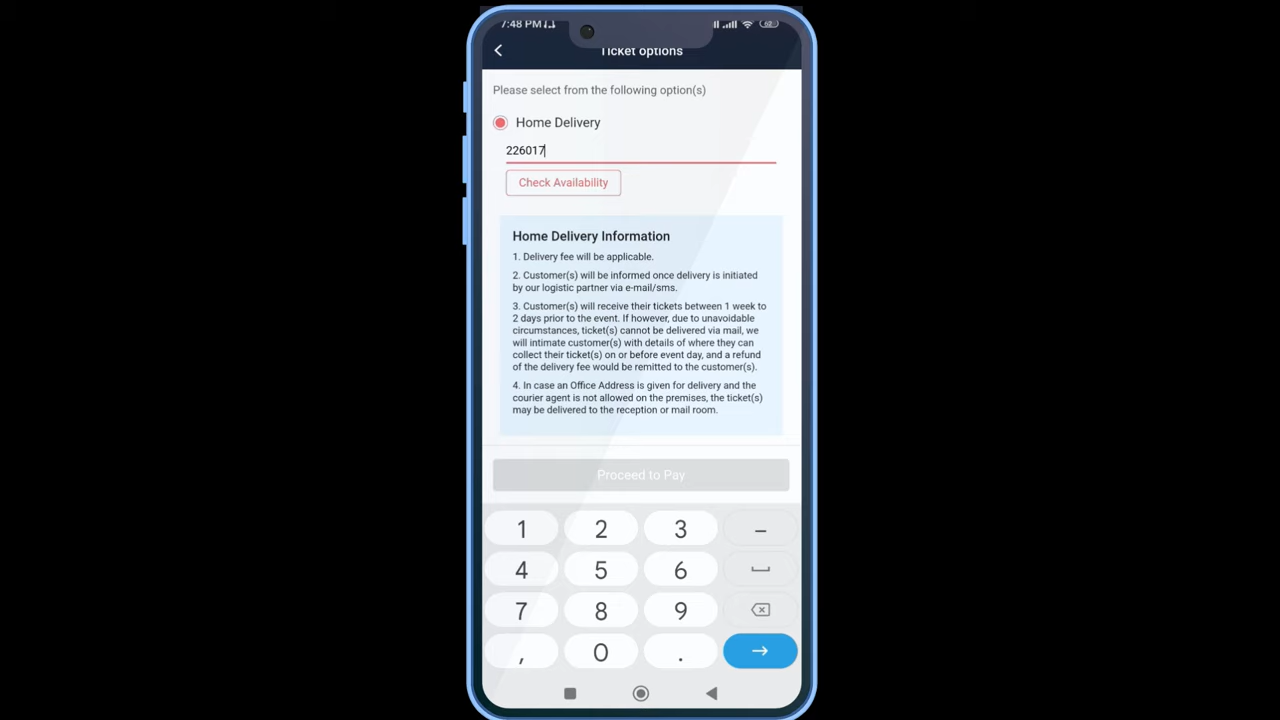 7:48 PM
62
Ticket options
Please select from the following option(s)
Home Delivery
226017
Check Availability
Home Delivery Information
1. Delivery fee will be applicable.
2. Customer(s) will be informed once delivery is initiated
by our logistic partner via e-mail/sms.
3. Customer(s) will receive their tickets between 1 week to
2 days prior to the event. If however, due to unavoidable
circumstances, ticket(s) cannot be delivered via mail, we
will intimate customer(s) with details of where they can
collect their ticket(s) on or before event day, and a refund
of the delivery fee would be remitted to the customer(s).
4. In case an Office Address is given for delivery and the
courier agent is not allowed on the premises, the ticket(s)
may be delivered to the reception or mail room.
Proceed to Pay
1 2 3 –
4 5 6
7 8 9
, 0 .